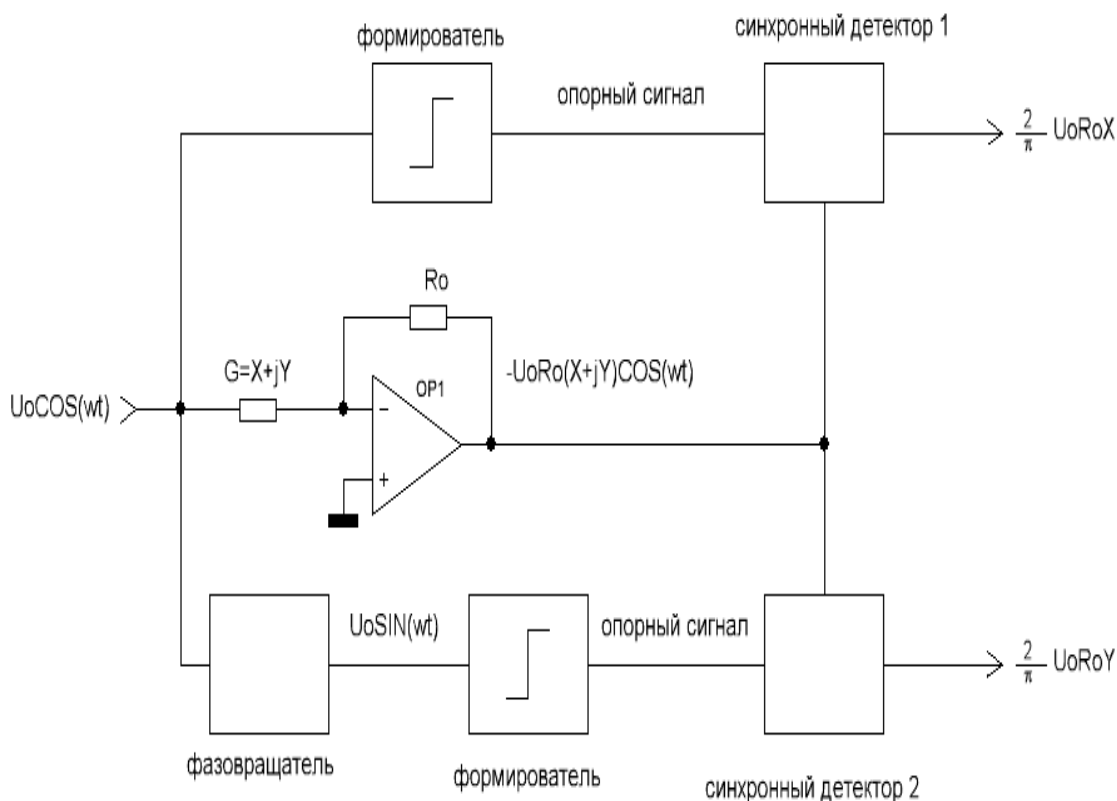 формирователь
синхронный детектор 1
опорный сигнал
2/π UoRoX
Ro
G=X+jY
-UoRo(X+jY)COS(wt)
OP1
UoCOS(wt)
−
+
UoSIN(wt)
опорный сигнал
2/π UoRoY
фазовращатель
формирователь
синхронный детектор 2